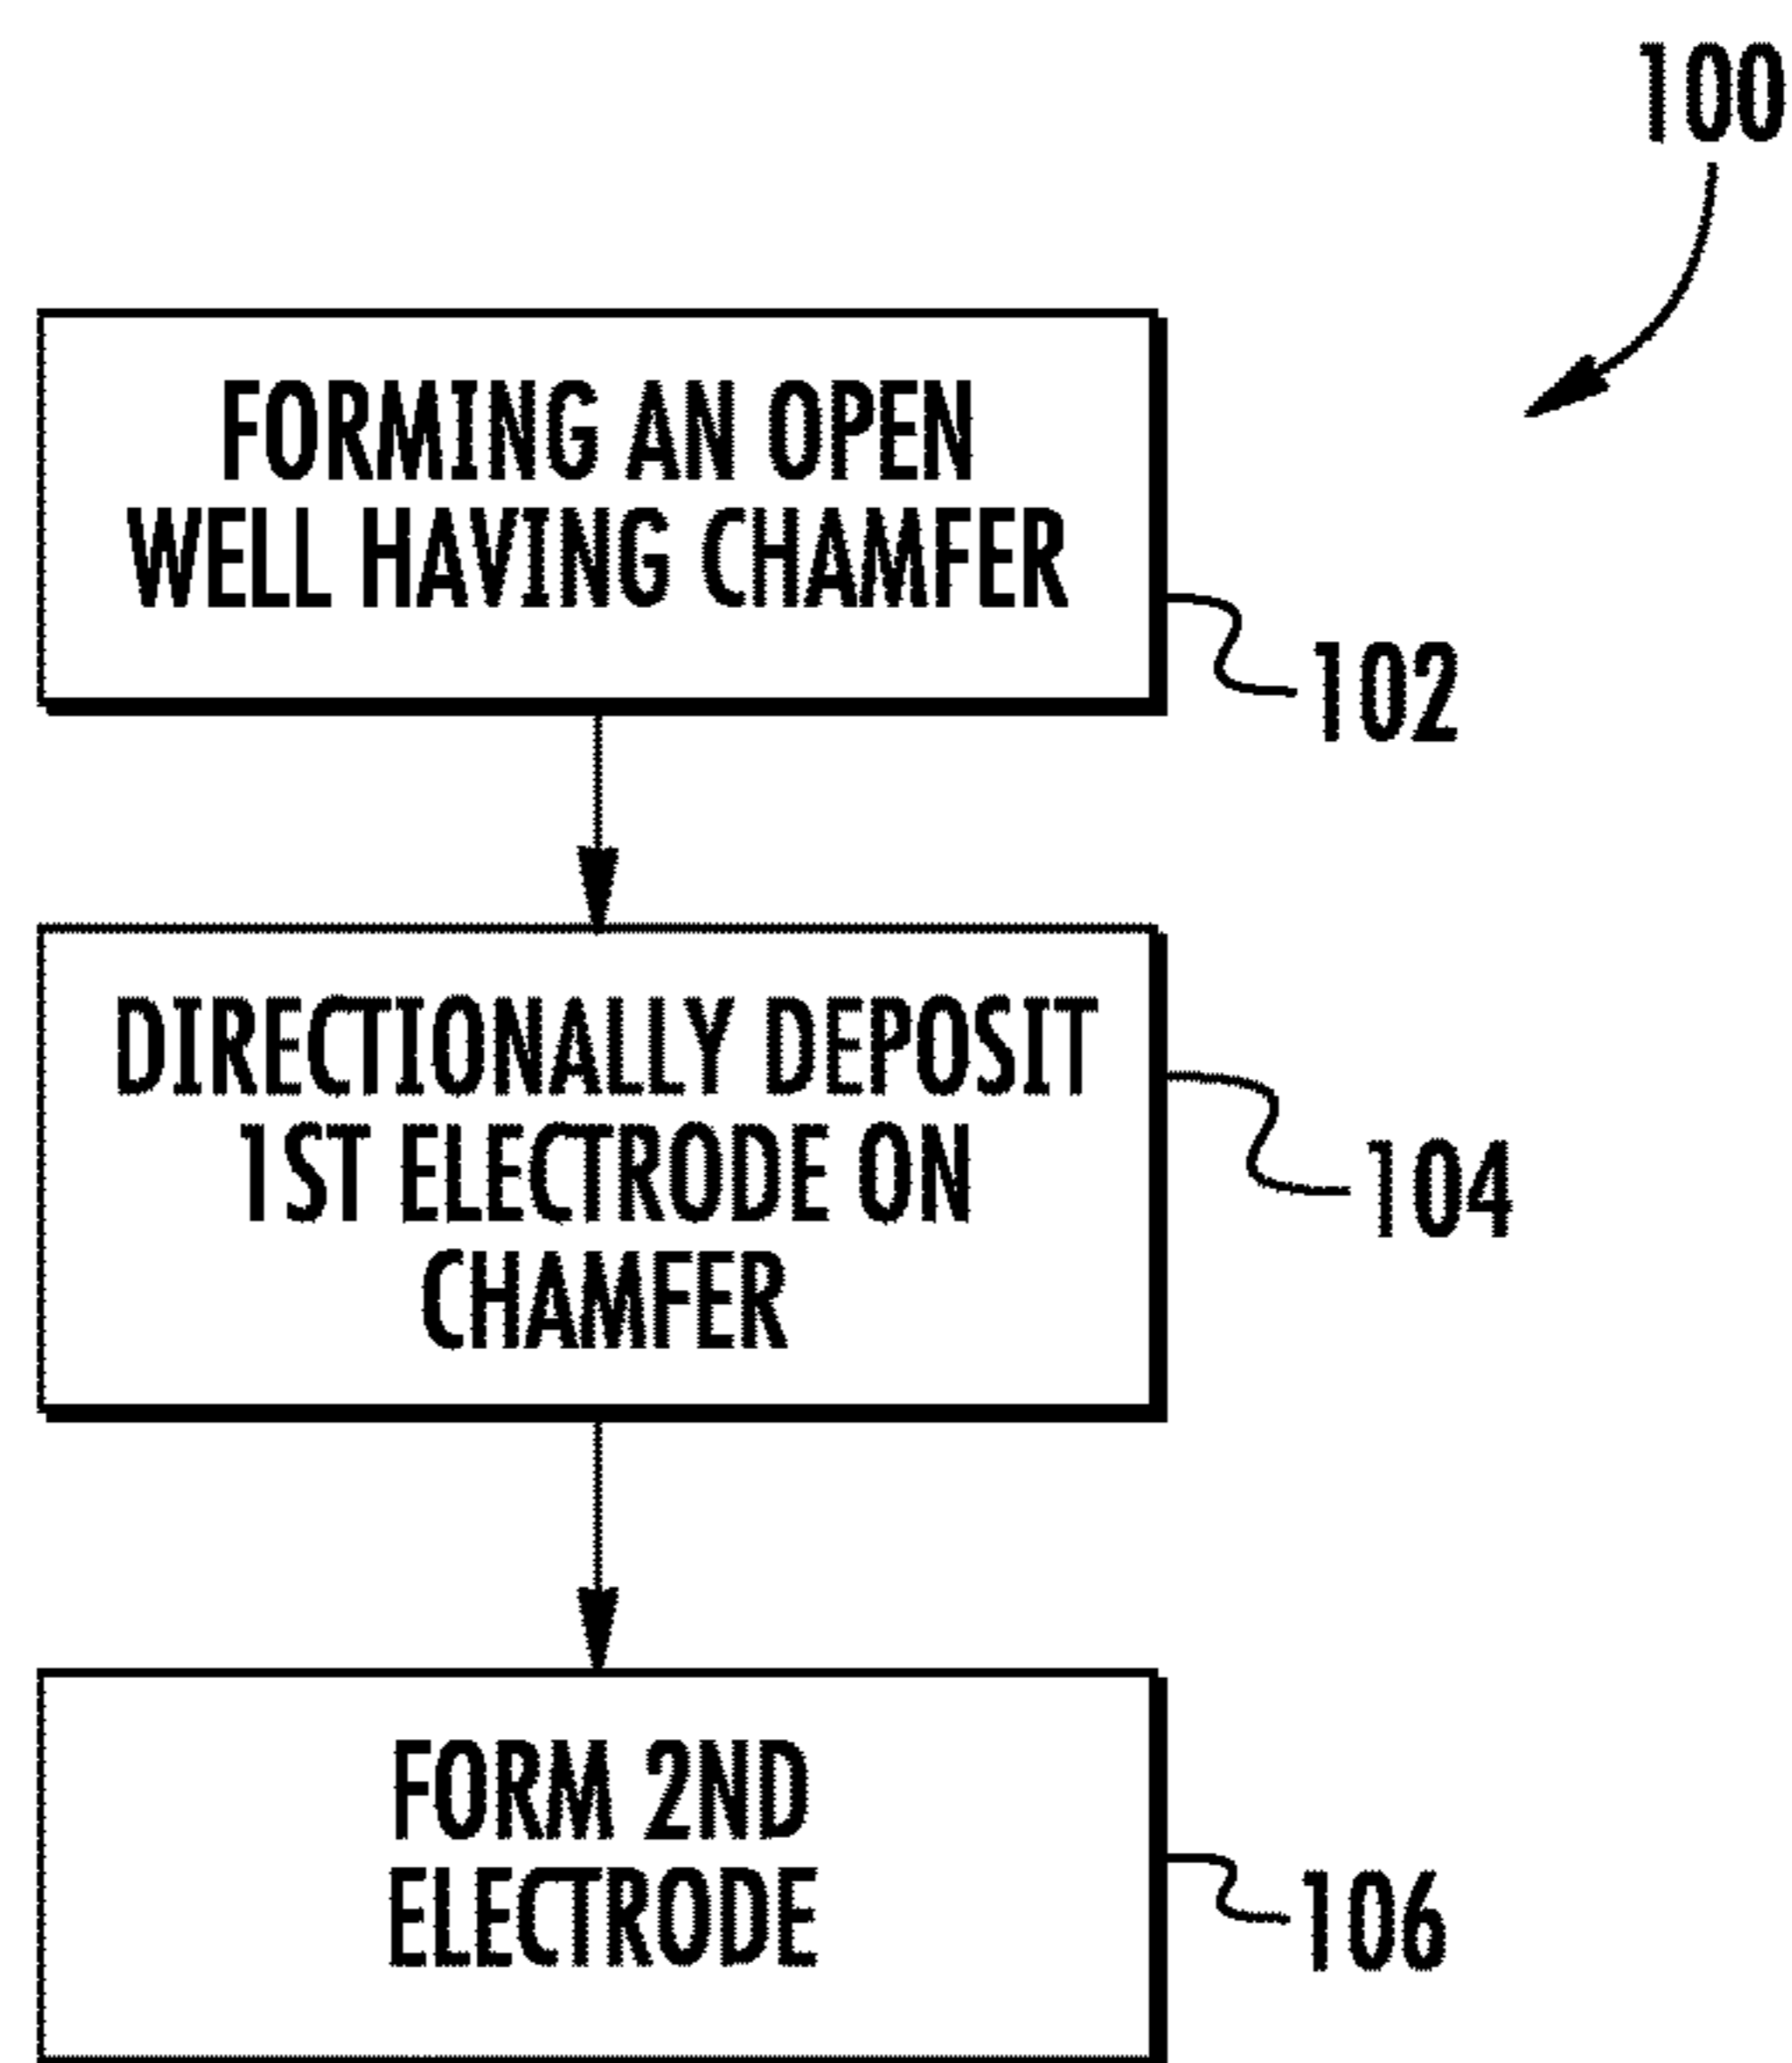 100
FORMING AN OPEN
WELL HAVING CHAMFER
102
DIRECTIONALLY DEPOSIT
1ST ELECTRODE ON
CHAMFER
104
FORM 2ND
ELECTRODE
106